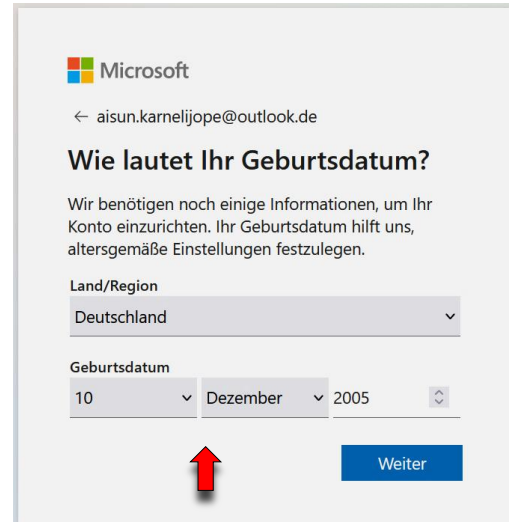 Microsoft
← aisun.karnelijope@outlook.de
Wie lautet Ihr Geburtsdatum?
Wir benötigen noch einige Informationen, um Ihr
Konto einzurichten. Ihr Geburtsdatum hilft uns,
altersgemäße Einstellungen festzulegen.
Land/Region
Deutschland
Geburtsdatum
10 Dezember 2005
Weiter